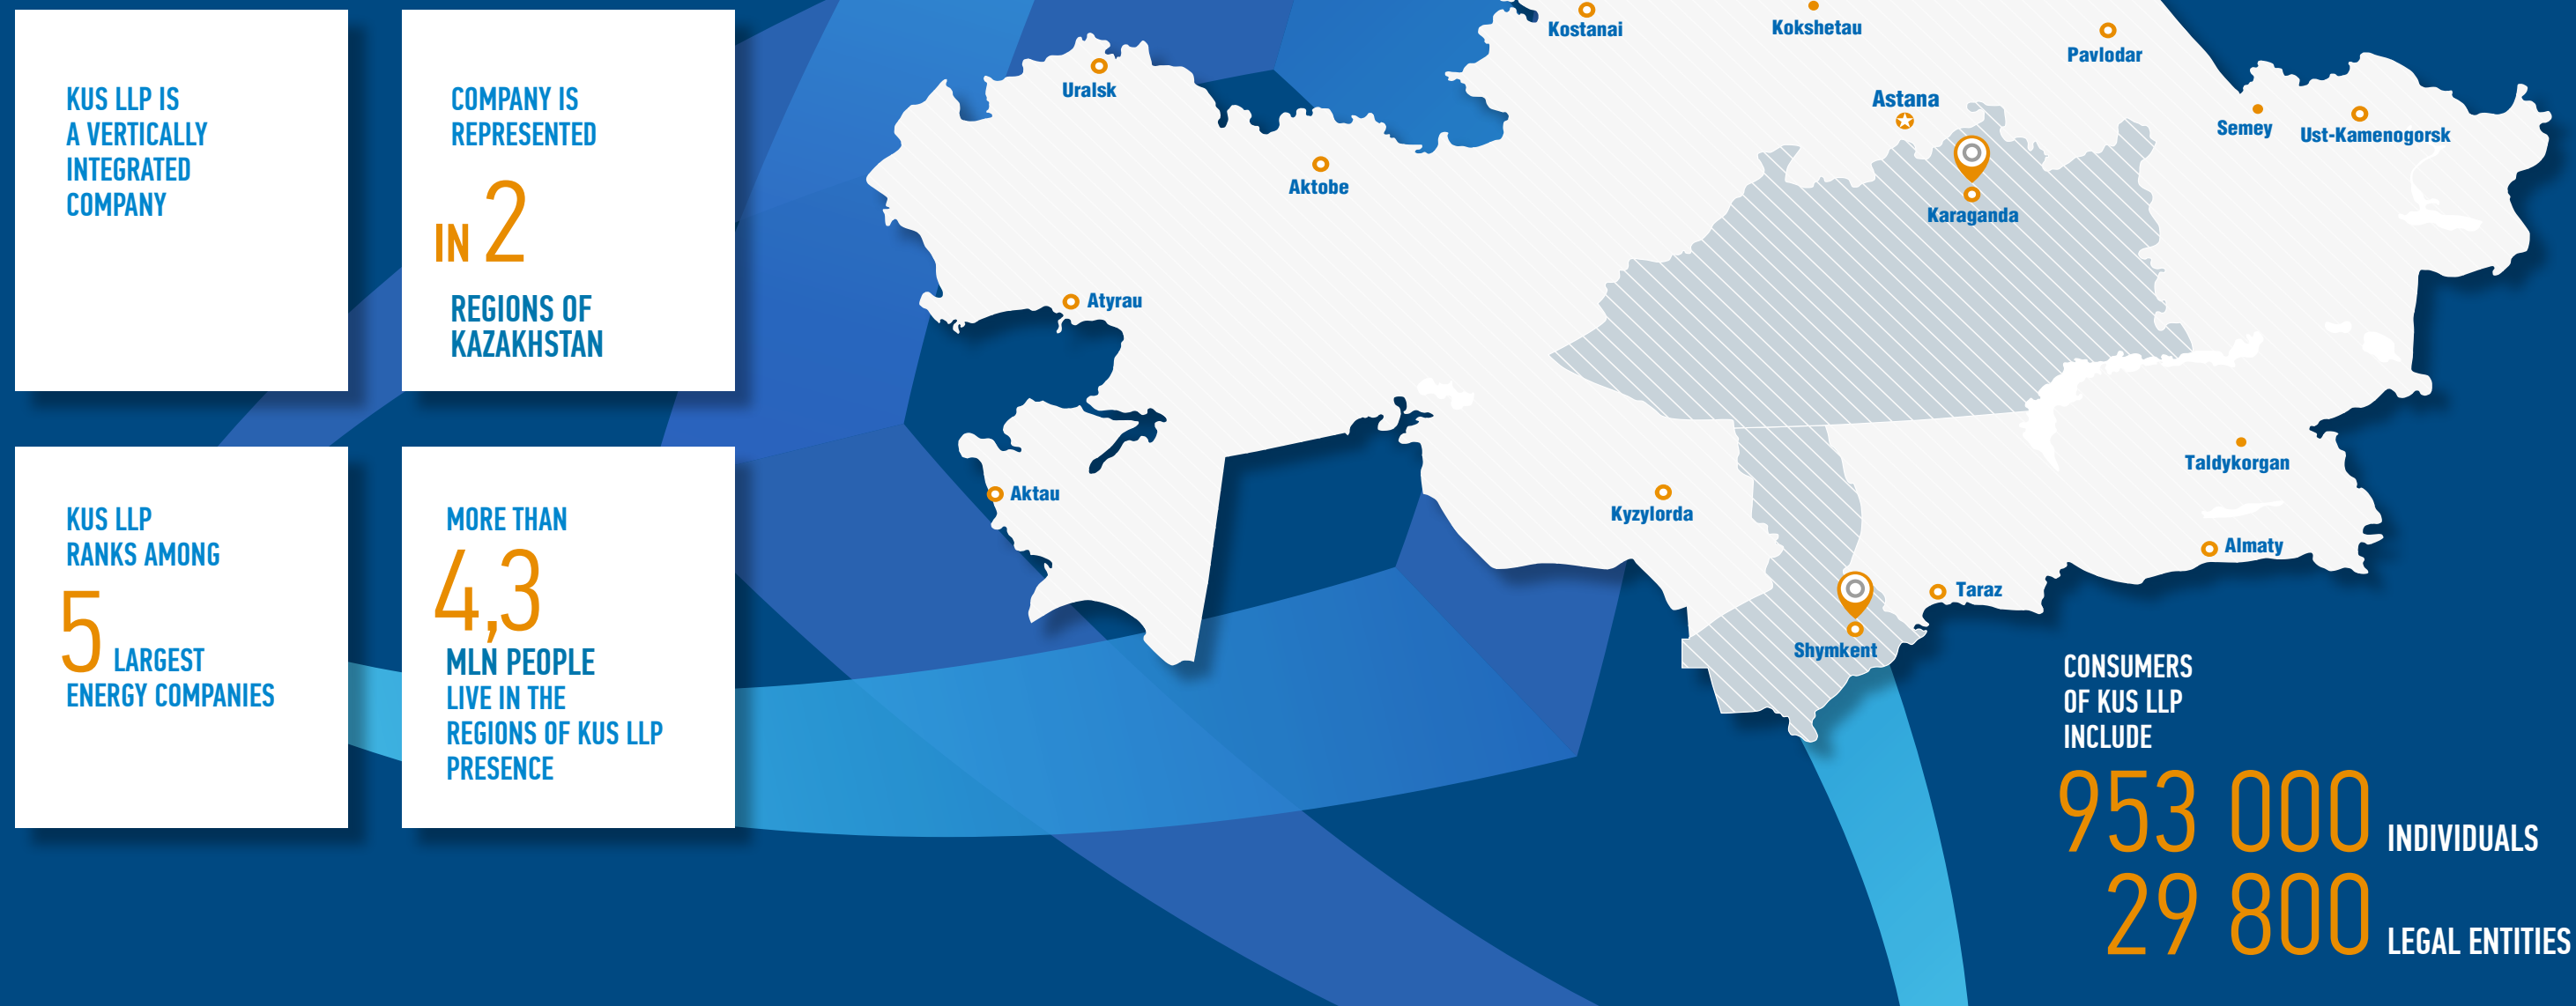 KUS LLP IS
A VERTICALLY
INTEGRATED
COMPANY
COMPANY IS
REPRESENTED
IN 2
REGIONS OF
KAZAKHSTAN
KUS LLP
RANKS AMONG
5 LARGEST
ENERGY COMPANIES
MORE THAN
4,3
MLN PEOPLE
LIVE IN THE
REGIONS OF KUS LLP
PRESENCE
Kostanai
Kokshetau
Pavlodar
Uralsk
Astana
Semey
Ust-Kamenogorsk
Aktobe
Karaganda
Atyrau
Taldykorgan
Aktau
Kyzylorda
Almaty
Taraz
Shymkent
CONSUMERS
OF KUS LLP
INCLUDE
953 000 INDIVIDUALS
29 800 LEGAL ENTITIES